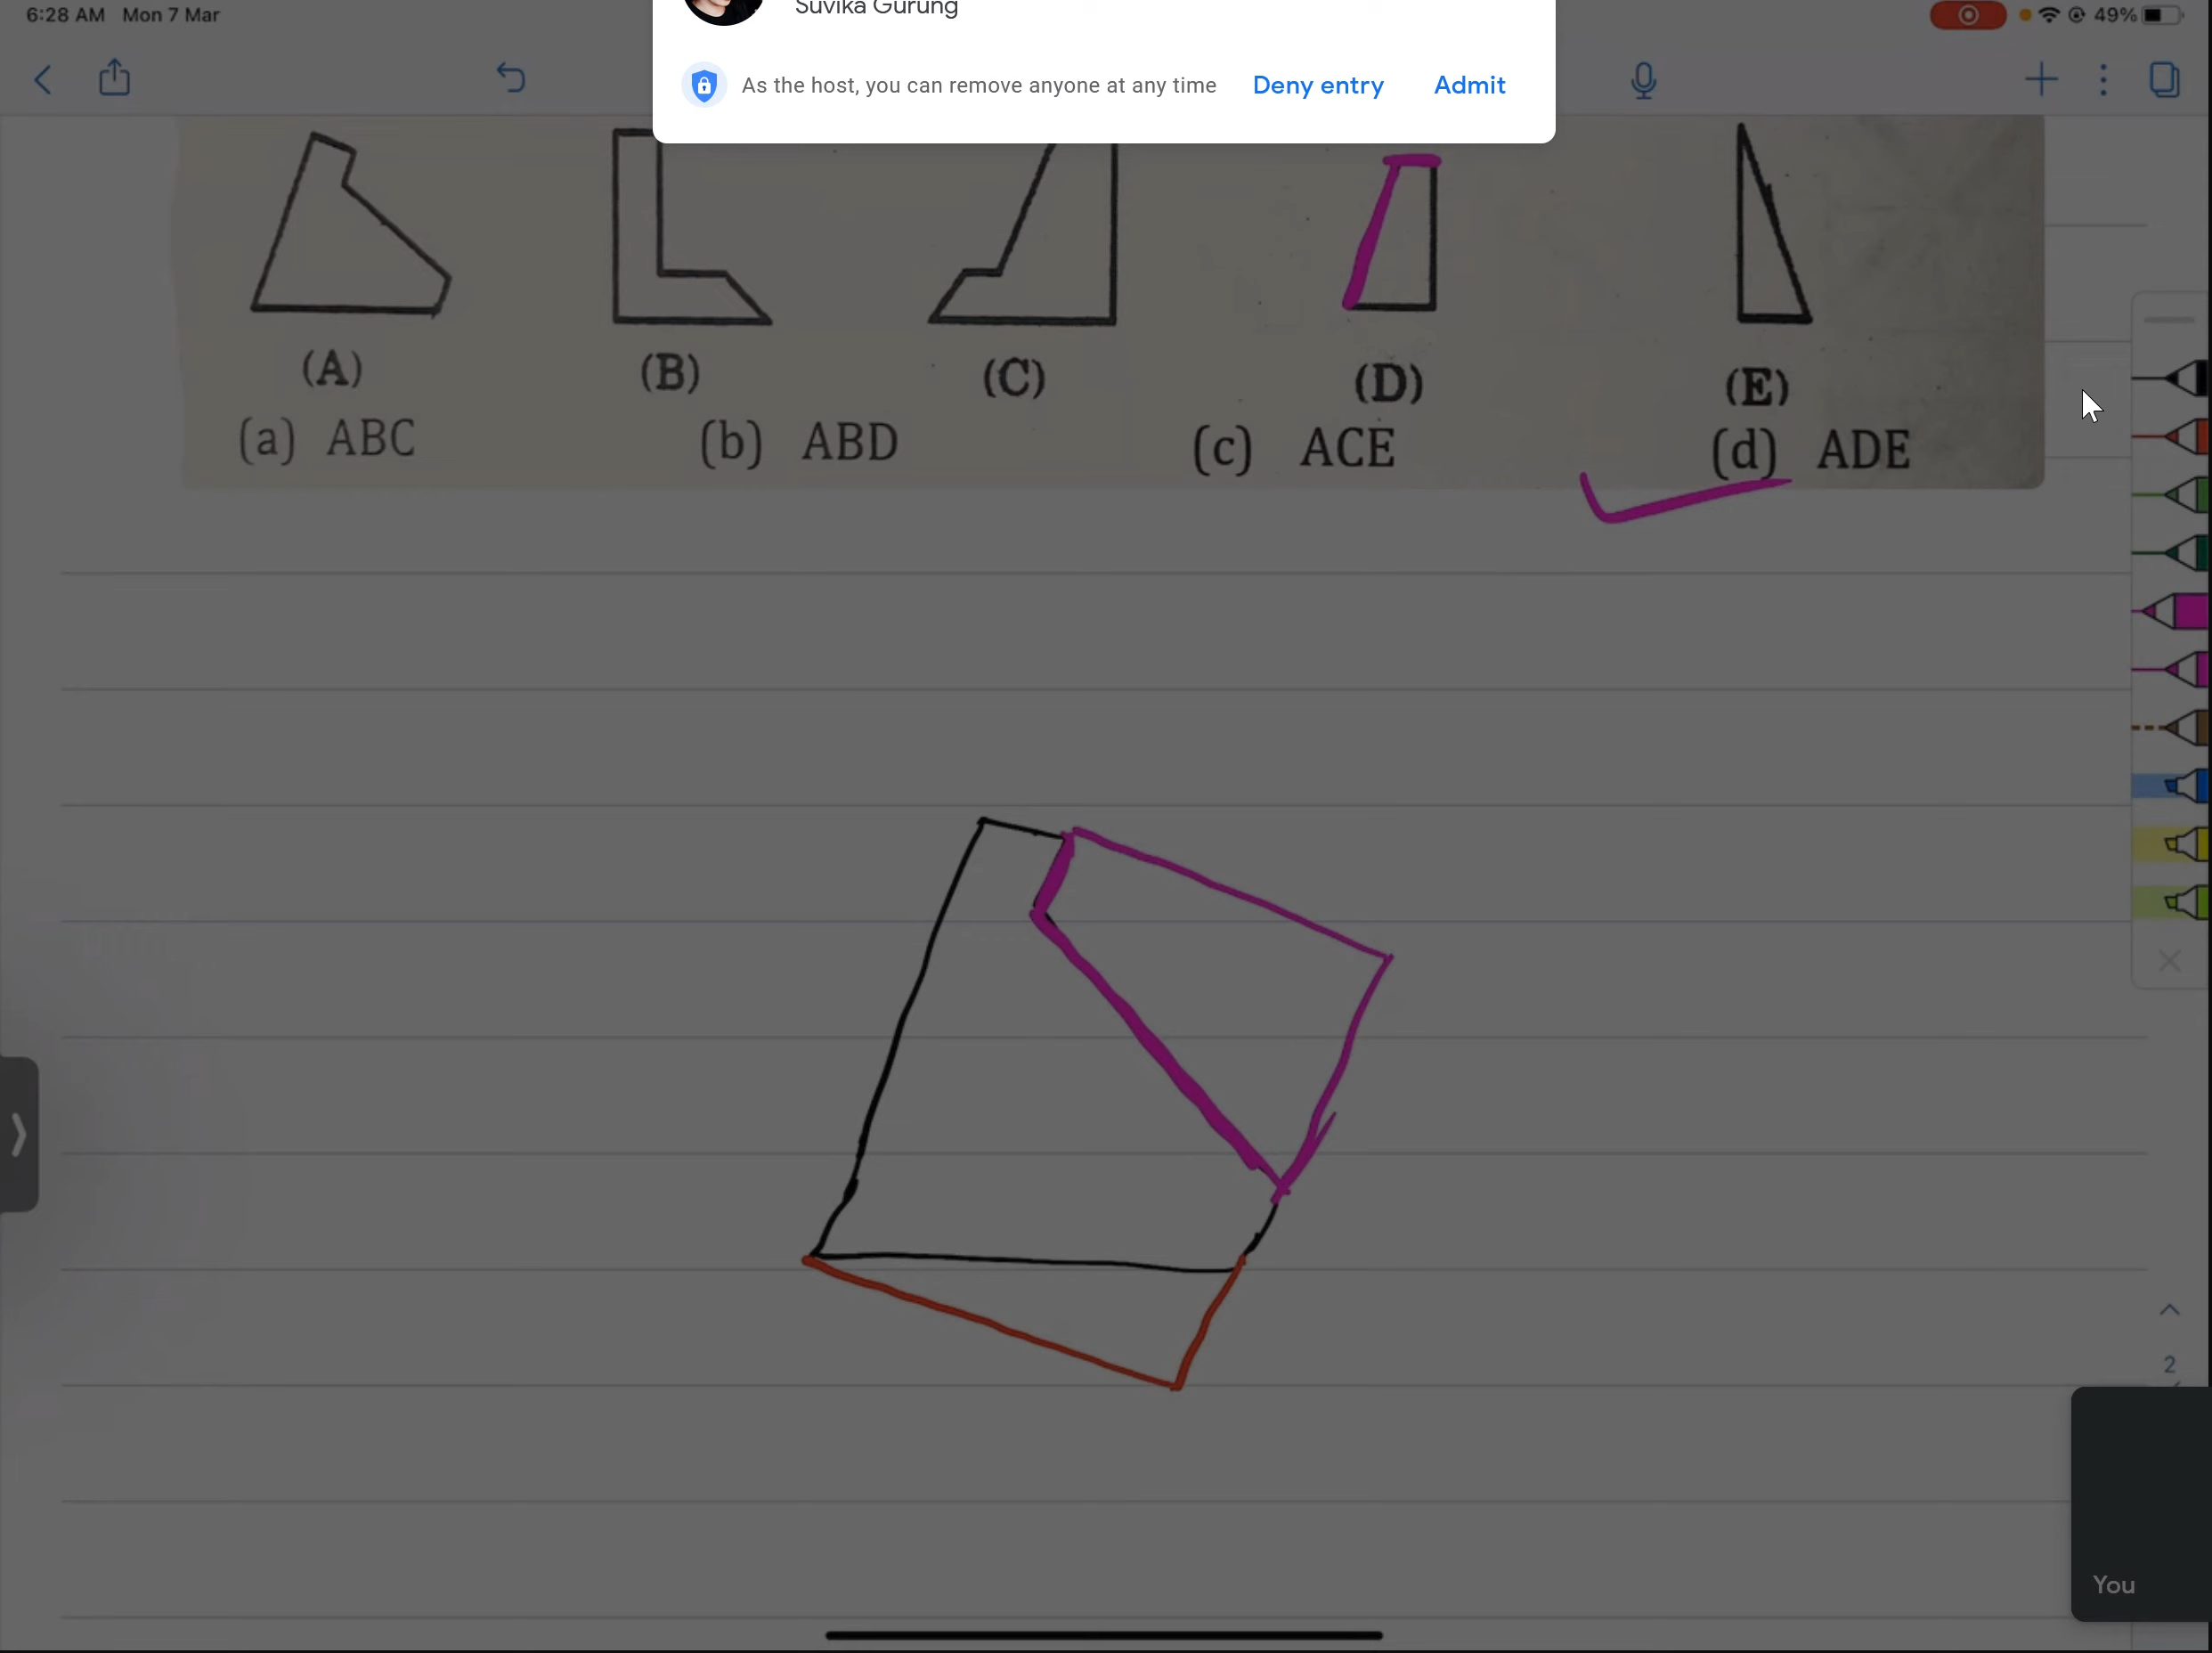 6:28 AM Mon 7 Mar
49%
Suvika Gurung
As the host, you can remove anyone at any time
Deny entry
Admit
(A) (B) (C) (D) (E)
(a) ABC (b) ABD (c) ACE (d) ADE
2
You